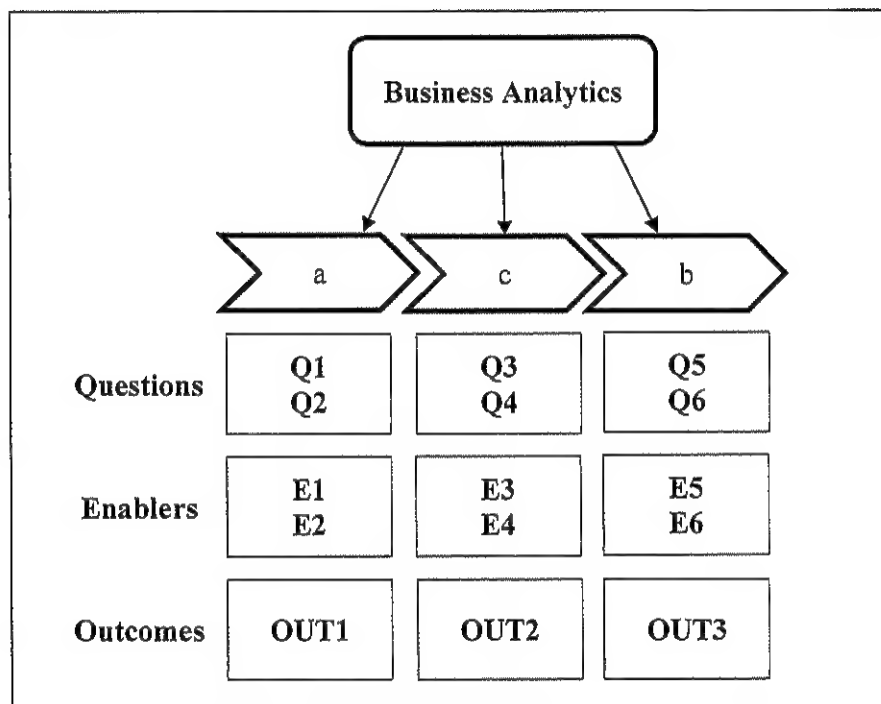 Business Analytics
a c b
Questions Q1 Q3 Q5
Q2 Q4 Q6
Enablers E1 E3 E5
E2 E4 E6
Outcomes OUT1 OUT2 OUT3